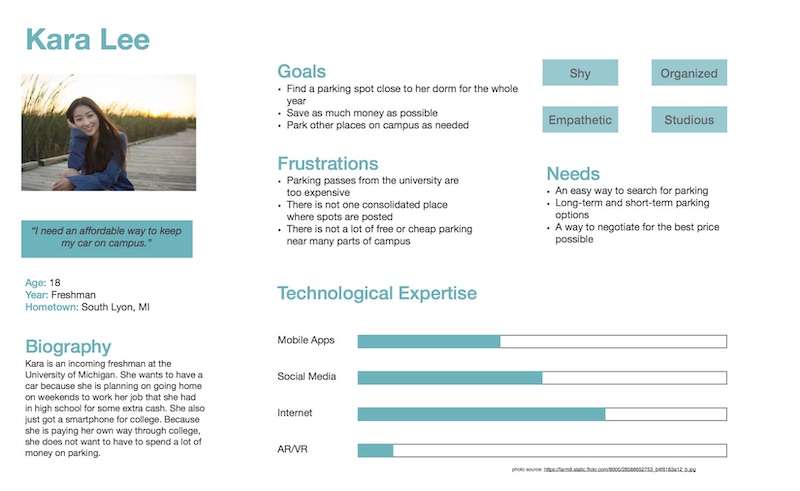 Kara Lee
"I need an affordable way to keep
my car on campus."
Age: 18
Year: Freshman
Hometown: South Lyon, MI
Biography
Kara is an incoming freshman at the
University of Michigan. She wants to have a
car because she is planning on going home
on weekends to work her job that she had
in high school for some extra cash. She also
just got a smartphone for college. Because
she is paying her own way through college,
she does not want to have to spend a lot of
money on parking.
Goals
• Find a parking spot close to her dorm for the whole
year
• Save as much money as possible
• Park other places on campus as needed
Frustrations
• Parking passes from the university are
too expensive
• There is not one consolidated place
where spots are posted
• There is not a lot of free or cheap parking
near many parts of campus
Shy
Organized
Empathetic
Studious
Needs
• An easy way to search for parking
• Long-term and short-term parking
options
• A way to negotiate for the best price
possible
Technological Expertise
Mobile Apps
Social Media
Internet
AR/VR
photo source: